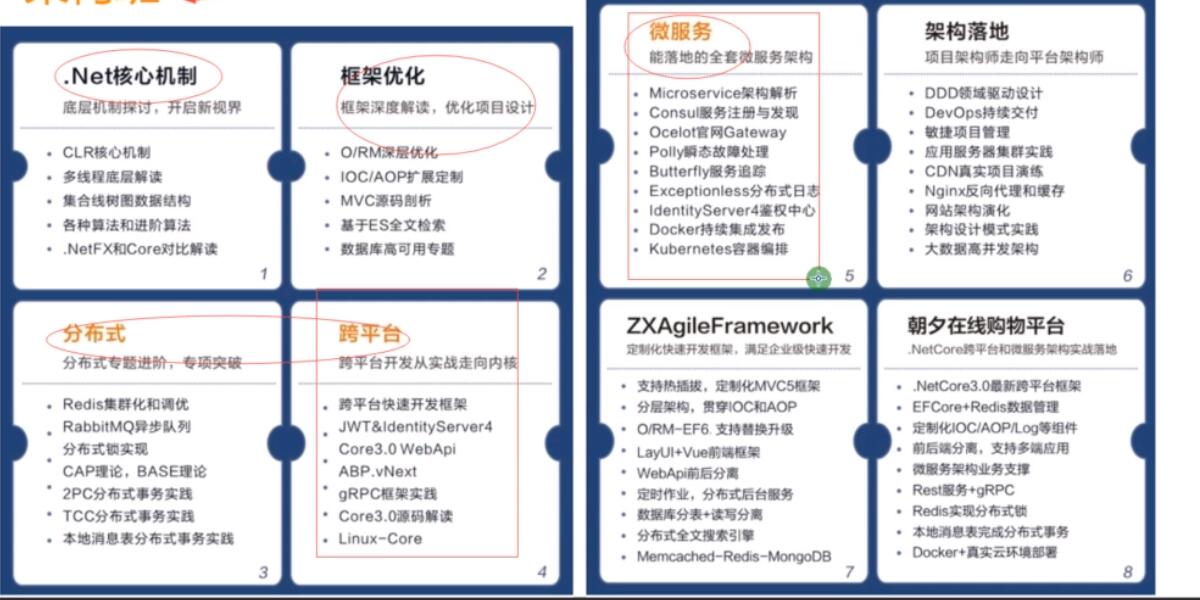 .Net核心机制
底层机制探讨，开启新视界
CLR核心机制
多线程底层解读
集合线树图数据结构
各种算法和进阶算法
.NetFX和Core对比解读
1
框架优化
框架深度解读，优化项目设计
O/RM深层优化
IOC/AOP扩展定制
MVC源码剖析
基于ES全文检索
数据库高可用专题
2
分布式
分布式专题进阶，专项突破
Redis集群化和调优
RabbitMQ异步队列
分布式锁实现
CAP理论，BASE理论
2PC分布式事务实践
TCC分布式事务实践
本地消息表分布式事务实践
3
跨平台
跨平台开发从实战走向内核
跨平台快速开发框架
JWT&IdentityServer4
Core3.0 WebApi
ABP.vNext
gRPC框架实践
Core3.0源码解读
Linux-Core
4
微服务
能落地的全套微服务架构
Microservice架构解析
Consul服务注册与发现
Ocelot官网Gateway
Polly瞬态故障处理
Butterfly服务追踪
Exceptionless分布式日志
IdentityServer4鉴权中心
Docker持续集成发布
Kubernetes容器编排
5
架构落地
项目架构师走向平台架构师
DDD领域驱动设计
DevOps持续交付
敏捷项目管理
应用服务器集群实践
CDN真实项目演练
Nginx反向代理和缓存
网站架构演化
架构设计模式实践
大数据高并发架构
6
ZXAgileFramework
定制化快速开发框架，满足企业级快速开发
支持热插拔，定制化MVC5框架
分层架构，贯穿IOC和AOP
O/RM-EF6.支持替换升级
LayUI+Vue前端框架
WebApi前后分离
定时作业，分布式后台服务
数据库分表+读写分离
分布式全文搜索引擎
Memcached-Redis-MongoDB
7
朝夕在线购物平台
.NetCore跨平台和微服务架构实战落地
.NetCore3.0最新跨平台框架
EFCore+Redis数据管理
定制化IOC/AOP/Log等组件
前后端分离，支持多端应用
微服务架构业务支撑
Rest服务+gRPC
Redis实现分布式锁
本地消息表完成分布式事务
Docker+真实云环境部署
8